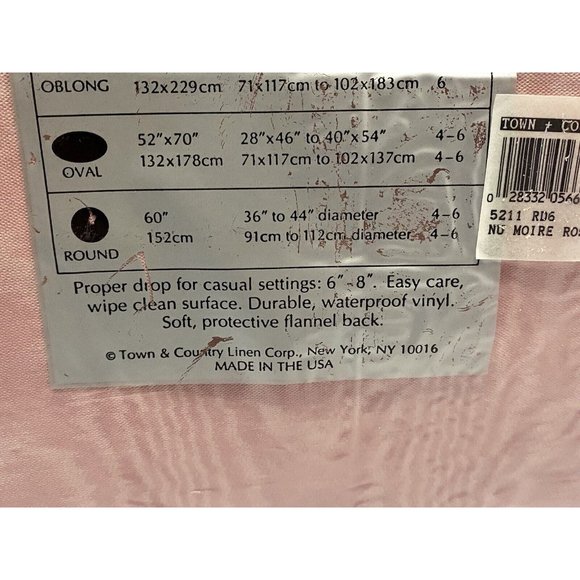 OBLONG 132x229cm 71x117cm to 102x183cm 6
52"x70" 28"x46" to 40"x54" 4-6
132x178cm 71x117cm to 102x137cm 4-6
OVAL
60" 36" to 44" diameter 4-6
152cm 91cm to 112cm diameter 4-6
ROUND
Proper drop for casual settings: 6" - 8". Easy care,
wipe clean surface. Durable, waterproof vinyl.
Soft, protective flannel back.
© Town & Country Linen Corp., New York, NY 10016
MADE IN THE USA
TOWN + CO
0 28332 0566
5211 RD6
ND MOIRE ROS